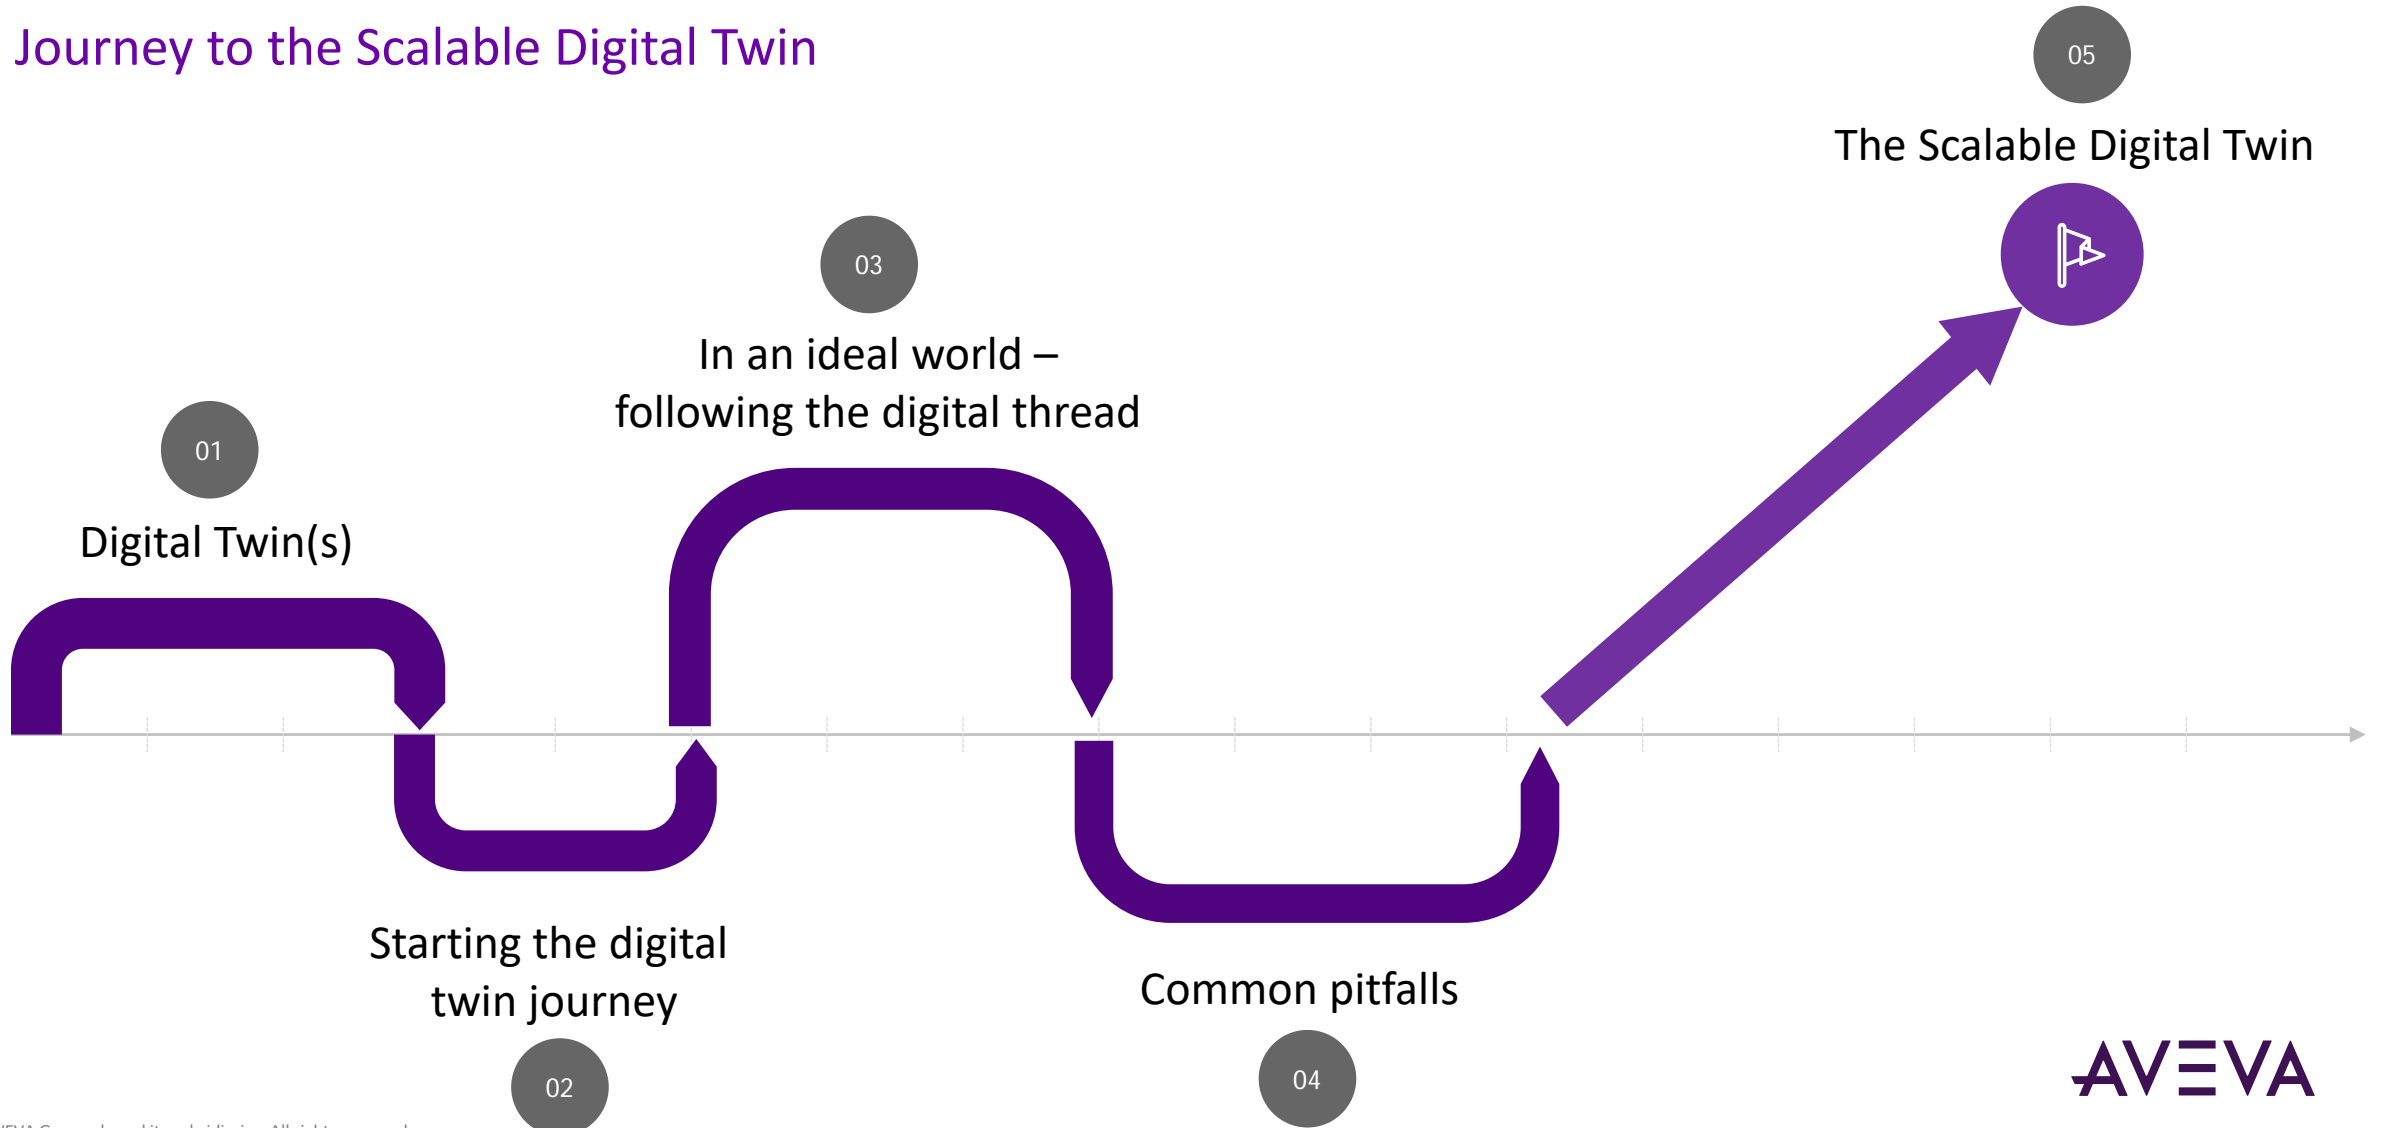 Journey to the Scalable Digital Twin
05
The Scalable Digital Twin
03
In an ideal world –
following the digital thread
01
Digital Twin(s)
Starting the digital
twin journey
02
Common pitfalls
04
AVEVA